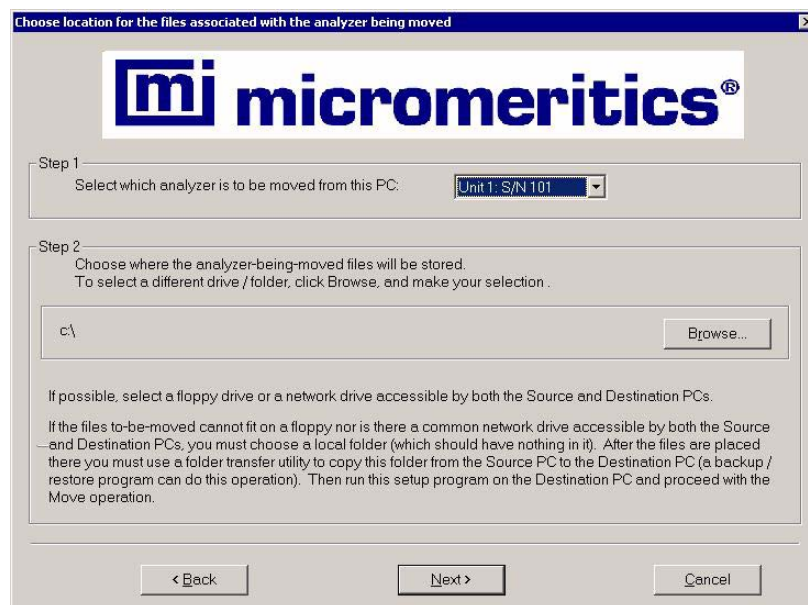 Choose location for the files associated with the analyzer being moved
mi micromeritics®
Step 1
Select which analyzer is to be moved from this PC:
Unit 1: S/N 101
Step 2
Choose where the analyzer-being-moved files will be stored.
To select a different drive / folder, click Browse, and make your selection .
c:\
Browse...
If possible, select a floppy drive or a network drive accessible by both the Source and Destination PCs.
If the files to-be-moved cannot fit on a floppy nor is there a common network drive accessible by both the Source
and Destination PCs, you must choose a local folder (which should have nothing in it). After the files are placed
there you must use a folder transfer utility to copy this folder from the Source PC to the Destination PC (a backup /
restore program can do this operation). Then run this setup program on the Destination PC and proceed with the
Move operation.
< Back
Next >
Cancel